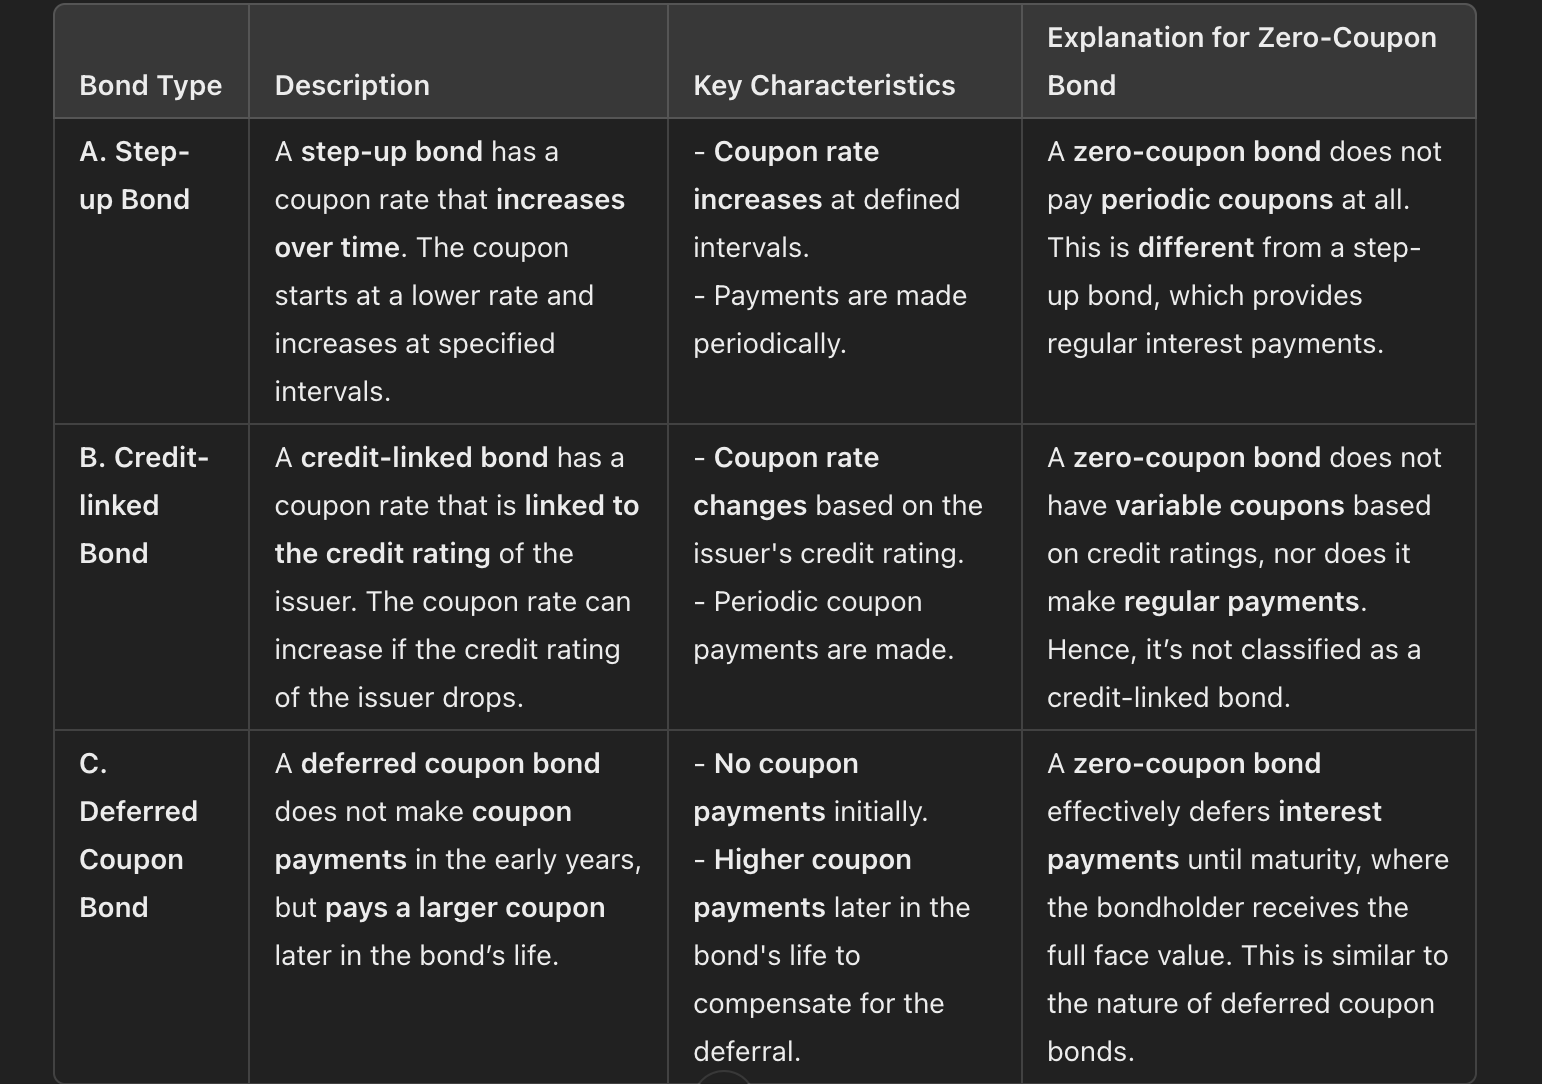 Bond Type
Description
Key Characteristics
Explanation for Zero-Coupon
Bond
A. Step-
up Bond
A step-up bond has a
coupon rate that increases
over time. The coupon
starts at a lower rate and
increases at specified
intervals.
- Coupon rate
increases at defined
intervals.
- Payments are made
periodically.
A zero-coupon bond does not
pay periodic coupons at all.
This is different from a step-
up bond, which provides
regular interest payments.
B. Credit-
linked
Bond
A credit-linked bond has a
coupon rate that is linked to
the credit rating of the
issuer. The coupon rate can
increase if the credit rating
of the issuer drops.
- Coupon rate
changes based on the
issuer's credit rating.
- Periodic coupon
payments are made.
A zero-coupon bond does not
have variable coupons based
on credit ratings, nor does it
make regular payments.
Hence, it’s not classified as a
credit-linked bond.
C.
Deferred
Coupon
Bond
A deferred coupon bond
does not make coupon
payments in the early years,
but pays a larger coupon
later in the bond’s life.
- No coupon
payments initially.
- Higher coupon
payments later in the
bond's life to
compensate for the
deferral.
A zero-coupon bond
effectively defers interest
payments until maturity, where
the bondholder receives the
full face value. This is similar to
the nature of deferred coupon
bonds.